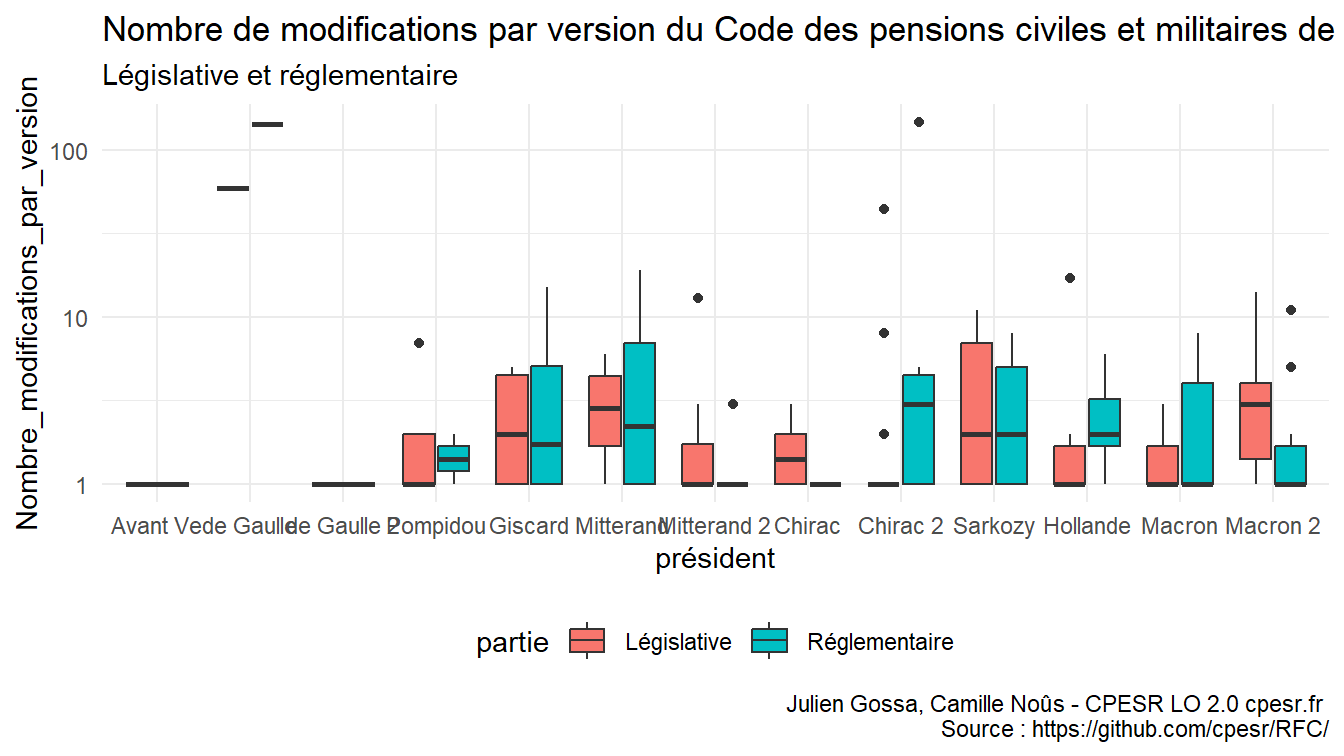 Nombre de modifications par version du Code des pensions civiles et militaires de
Législative et réglementaire
Nombre_modifications_par_version
100
10
1
Avant Ve de Gaulle de Gaulle 2 Pompidou Giscard Mitterand Mitterand 2 Chirac Chirac 2 Sarkozy Hollande Macron Macron 2
président
partie Législative Réglementaire
Julien Gossa, Camille Noûs - CPESR LO 2.0 cpesr.fr
Source : https://github.com/cpesr/RFC/